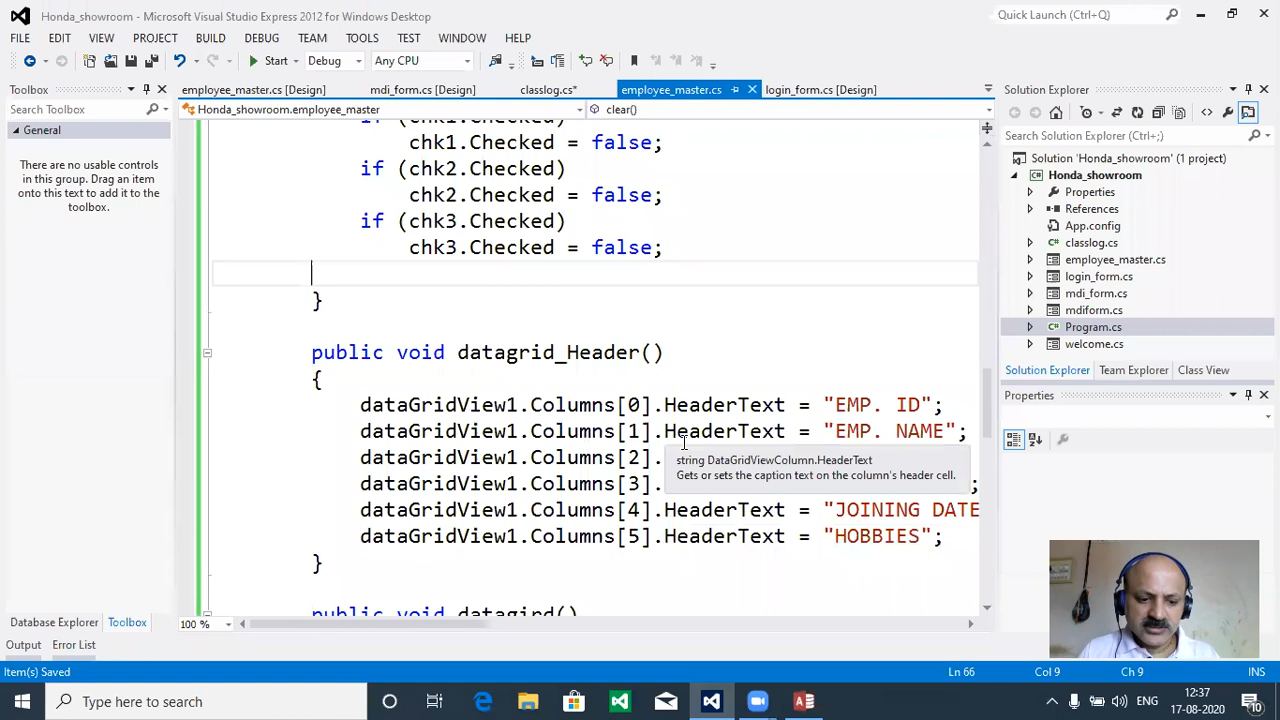 Honda_showroom - Microsoft Visual Studio Express 2012 for Windows Desktop
Quick Launch (Ctrl+Q)
FILE EDIT VIEW PROJECT BUILD DEBUG TEAM TOOLS TEST WINDOW HELP
Start Debug Any CPU
Toolbox
employee_master.cs [Design] mdi_form.cs [Design] classlog.cs* employee_master.cs login_form.cs [Design]
Solution Explorer
Search Toolbox
Honda_showroom.employee_master clear()
General
There are no usable controls
in this group. Drag an item
onto this text to add it to the
toolbox.
if (chk1.Checked)
chk1.Checked = false;
if (chk2.Checked)
chk2.Checked = false;
if (chk3.Checked)
chk3.Checked = false;
}
public void datagrid_Header()
{
dataGridView1.Columns[0].HeaderText = "EMP. ID";
dataGridView1.Columns[1].HeaderText = "EMP. NAME";
dataGridView1.Columns[2].
dataGridView1.Columns[3]. ;
dataGridView1.Columns[4].HeaderText = "JOINING DATE
dataGridView1.Columns[5].HeaderText = "HOBBIES";
}
public void datagird()
string DataGridViewColumn.HeaderText
Gets or sets the caption text on the column's header cell.
Search Solution Explorer (Ctrl+;)
Solution 'Honda_showroom' (1 project)
Honda_showroom
Properties
References
App.config
classlog.cs
employee_master.cs
login_form.cs
mdi_form.cs
mdiform.cs
Program.cs
welcome.cs
Solution Explorer Team Explorer Class View
Properties
Database Explorer Toolbox
100 %
Output Error List
Item(s) Saved Ln 66 Col 9 Ch 9 INS
Type here to search
ENG
12:37
17-08-2020
10